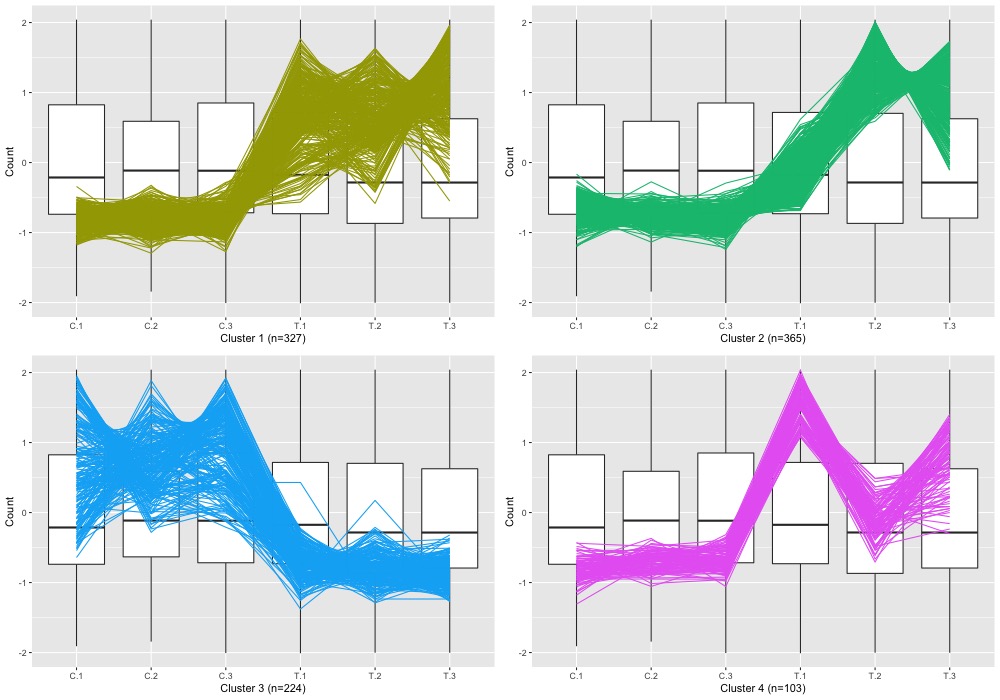 Count
2
1
0
-1
-2
C.1 C.2 C.3 T.1 T.2 T.3
Cluster 1 (n=327)
Count
2
1
0
-1
-2
C.1 C.2 C.3 T.1 T.2 T.3
Cluster 2 (n=365)
Count
2
1
0
-1
-2
C.1 C.2 C.3 T.1 T.2 T.3
Cluster 3 (n=224)
Count
2
1
0
-1
-2
C.1 C.2 C.3 T.1 T.2 T.3
Cluster 4 (n=103)